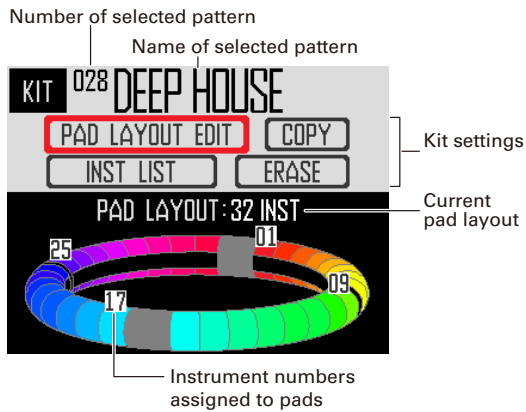 Number of selected pattern
Name of selected pattern
KIT 028 DEEP HOUSE
PAD LAYOUT EDIT COPY
Kit settings
INST LIST ERASE
PAD LAYOUT: 32 INST
Current
pad layout
01
25
09
17
Instrument numbers
assigned to pads